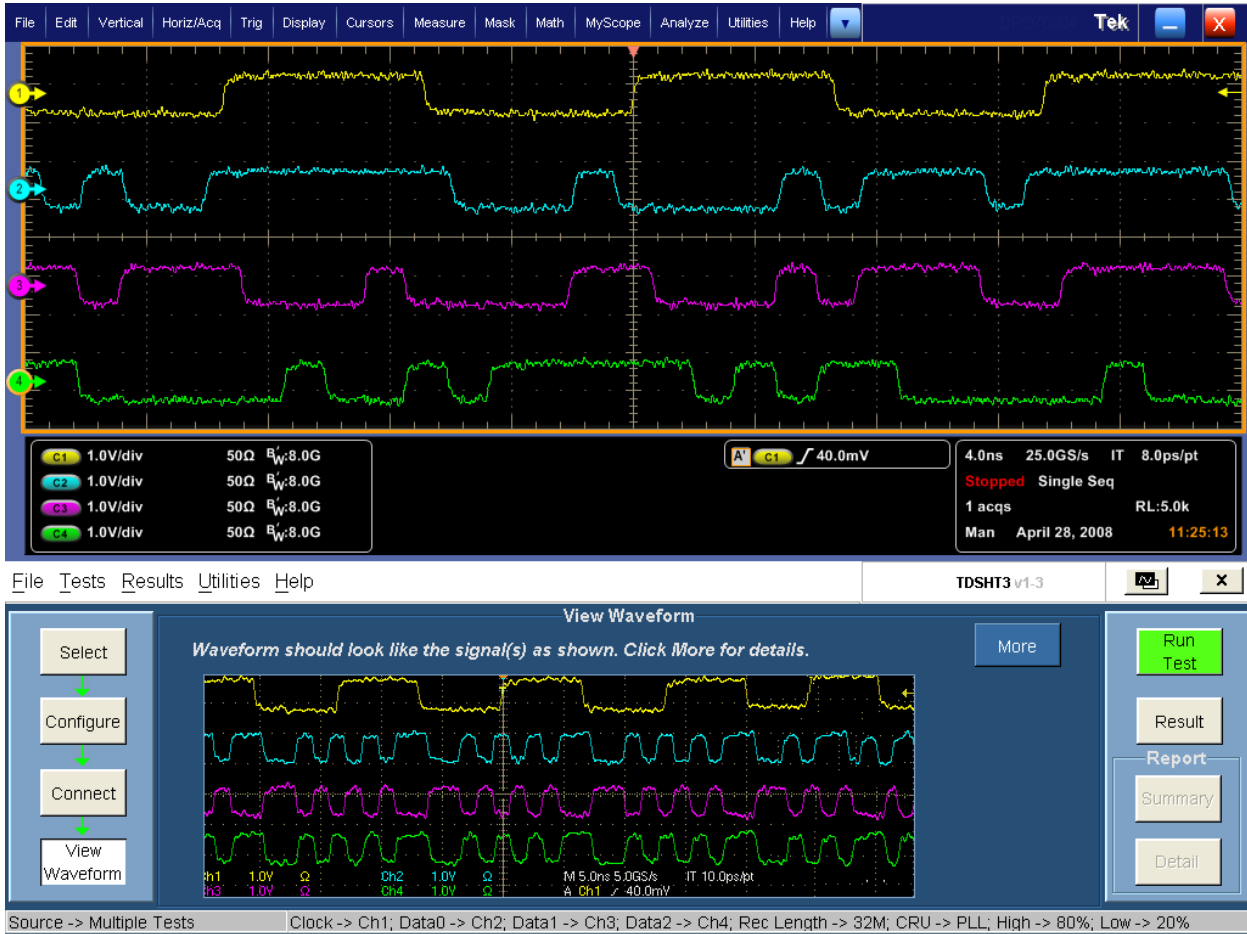 File Edit Vertical Horiz/Acq Trig Display Cursors Measure Mask Math MyScope Analyze Utilities Help Tek X
1
2
3
4
C1 1.0V/div 50Ω B'W:8.0G
C2 1.0V/div 50Ω B'W:8.0G
C3 1.0V/div 50Ω B'W:8.0G
C4 1.0V/div 50Ω B'W:8.0G
A' C1 40.0mV
4.0ns 25.0GS/s IT 8.0ps/pt
Stopped Single Seq
1 acqs RL:5.0k
Man April 28, 2008 11:25:13
File Tests Results Utilities Help TDSHT3 v1-3 x
View Waveform
Waveform should look like the signal(s) as shown. Click More for details.
More
Select
Configure
Connect
View
Waveform
Ch1 1.0V Ω Ch2 1.0V Ω M 5.0ns 5.0GS/s IT 10.0ps/pt
Ch3 1.0V Ω Ch4 1.0V Ω A Ch1 40.0mV
Run
Test
Result
Report
Summary
Detail
Source -> Multiple Tests Clock -> Ch1; Data0 -> Ch2; Data1 -> Ch3; Data2 -> Ch4; Rec Length -> 32M; CRU -> PLL; High -> 80%; Low -> 20%